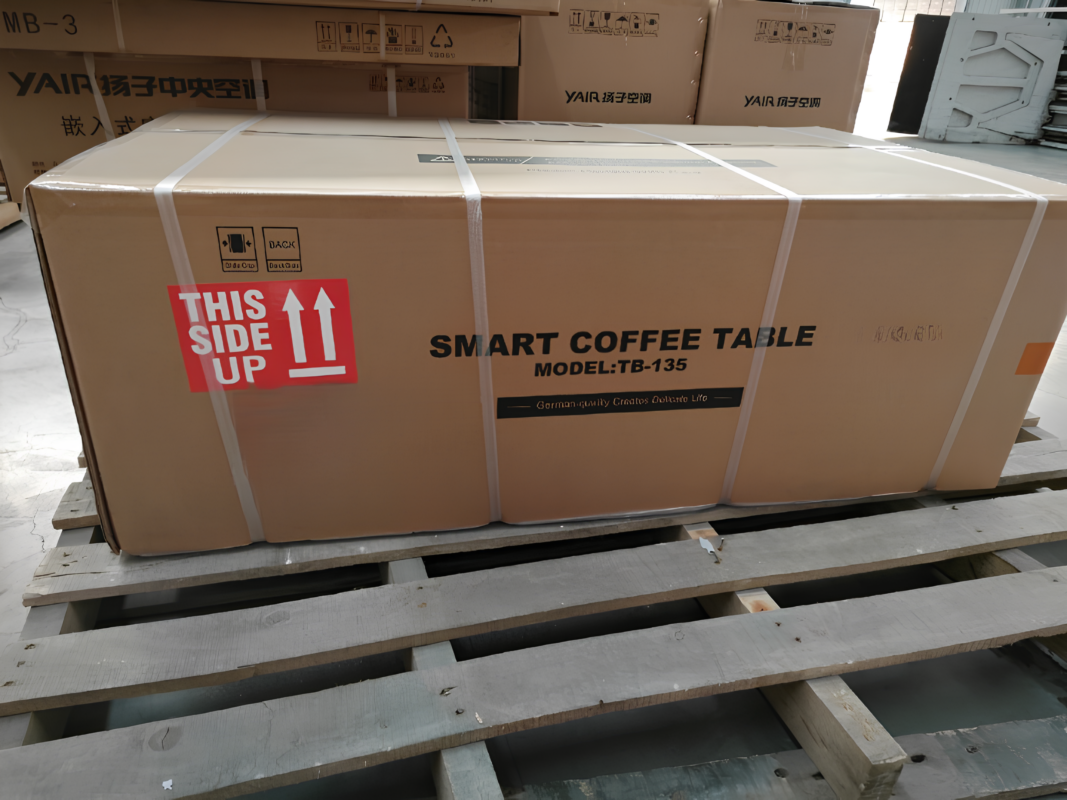 MB-3
YAIR 扬子中央空调
嵌入式
YAIR 扬子空调
YAIR 扬子空调
BACK
THIS
SIDE
UP
SMART COFFEE TABLE
MODEL:TB-135
German-quality Creates Delicate Life